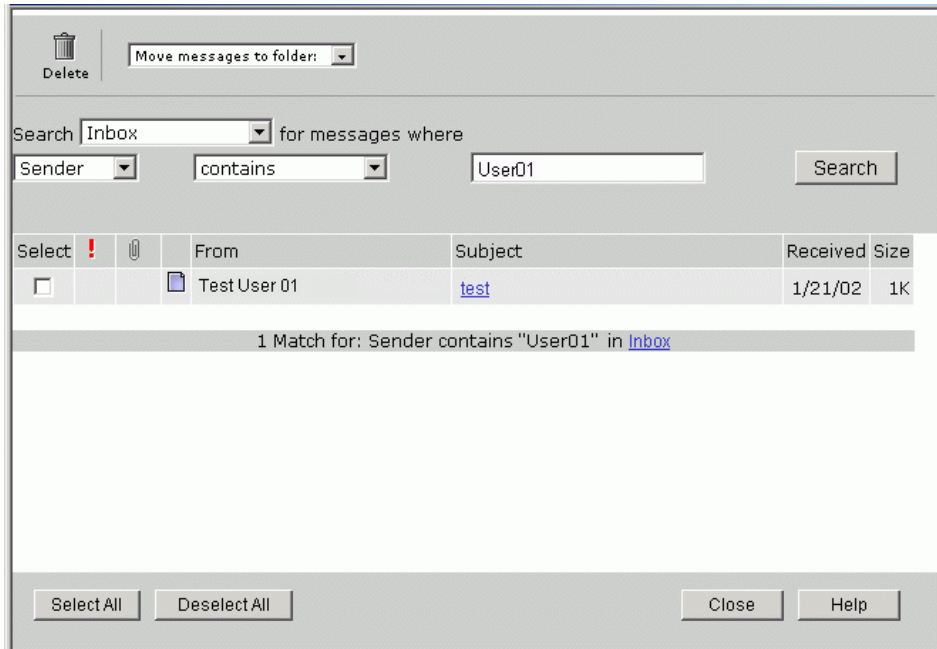 Move messages to folder:
Delete
Search Inbox for messages where
Sender contains User01 Search
Select ! From Subject Received Size
Test User 01 test 1/21/02 1K
1 Match for: Sender contains "User01" in Inbox
Select All Deselect All Close Help